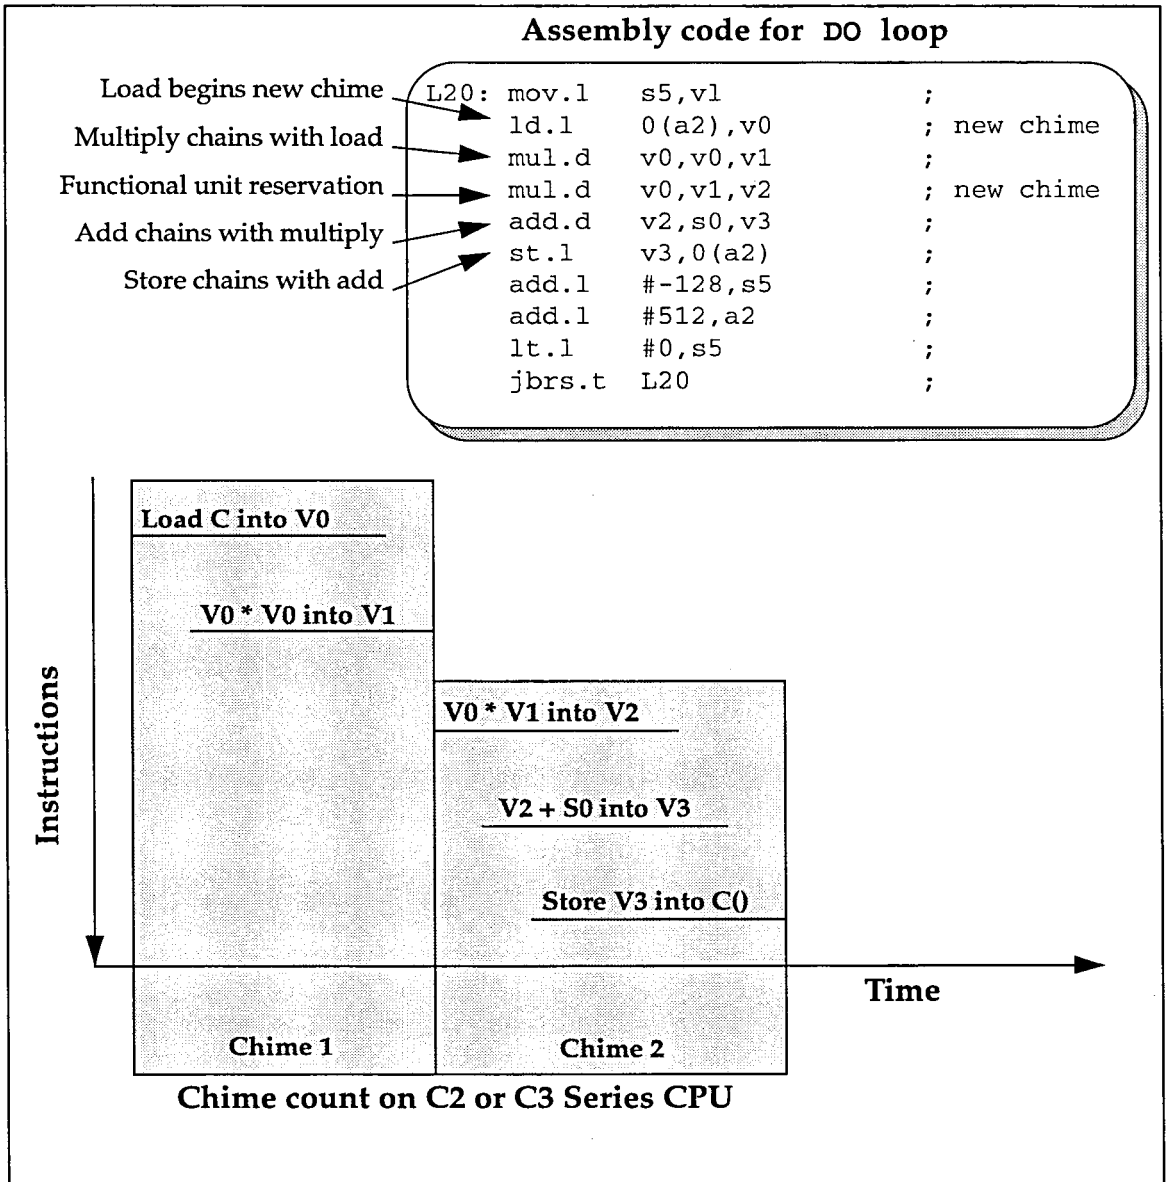 Assembly code for DO loop
Load begins new chime
Multiply chains with load
Functional unit reservation
Add chains with multiply
Store chains with add
L20: mov.l s5,vl ;
ld.l 0(a2),v0 ; new chime
mul.d v0,v0,v1 ;
mul.d v0,v1,v2 ; new chime
add.d v2,s0,v3 ;
st.l v3,0(a2) ;
add.l #-128,s5 ;
add.l #512,a2 ;
lt.l #0,s5 ;
jbrs.t L20 ;
Instructions
Load C into V0
V0 * V0 into V1
V0 * V1 into V2
V2 + S0 into V3
Store V3 into C()
Time
Chime 1
Chime 2
Chime count on C2 or C3 Series CPU